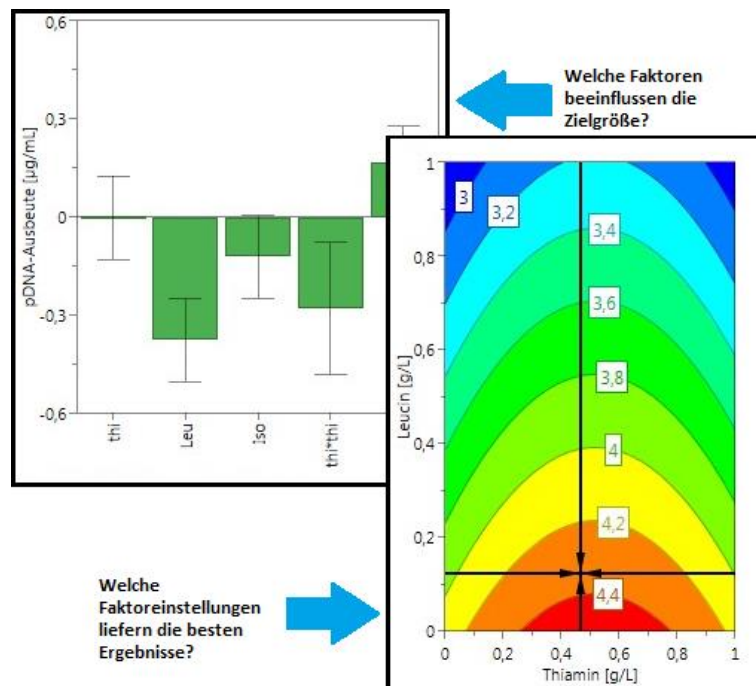 0,6
0,3
0
-0,3
-0,6
pDNA-Ausbeute [µg/mL]
thi
Leu
Iso
thi*thi
Welche Faktoren
beeinflussen die
Zielgröße?
1
0,8
0,6
0,4
0,2
0
Leucin [g/L]
3
3,2
3,4
3,6
3,8
4
4,2
4,4
0 0,2 0,4 0,6 0,8 1
Thiamin [g/L]
Welche
Faktoreinstellungen
liefern die besten
Ergebnisse?